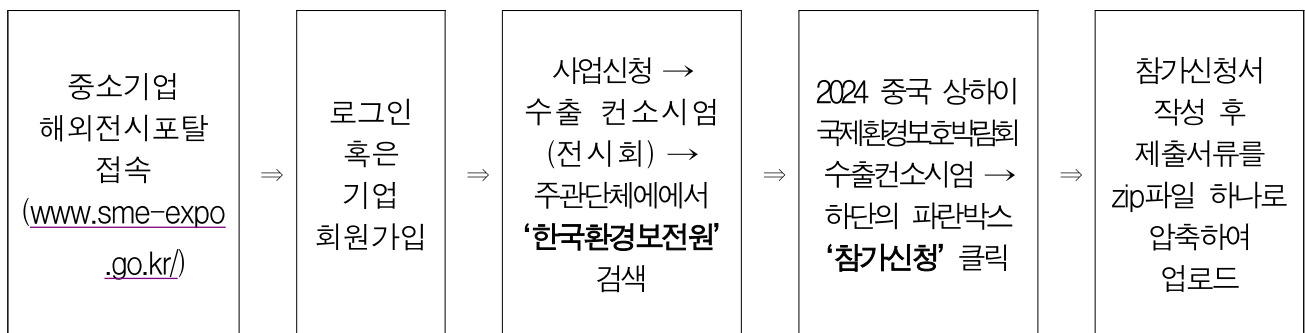 중소기업
해외전시포탈
접속
(www.sme-expo
.go.kr/)
⇒
로그인
혹은
기업
회원가입
⇒
사업신청 →
수출 컨소시엄
(전시회) →
주관단체에에서
‘한국환경보전원’
검색
⇒
2024 중국 상하이
국제환경보호박람회
수출컨소시엄 →
하단의 파란박스
‘참가신청’ 클릭
⇒
참가신청서
작성 후
제출서류를
zip파일 하나로
압축하여
업로드